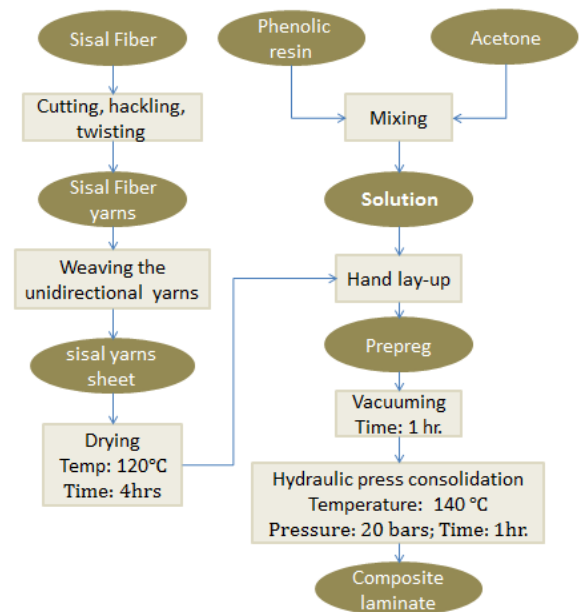 Sisal Fiber
Cutting, hackling,
twisting
Sisal Fiber
yarns
Weaving the
unidirectional yarns
sisal yarns
sheet
Drying
Temp: 120℃
Time: 4hrs
Phenolic
resin
Acetone
Mixing
Solution
Hand lay-up
Prepreg
Vacuuming
Time: 1 hr.
Hydraulic press consolidation
Temperature: 140 ℃
Pressure: 20 bars; Time: 1hr.
Composite
laminate